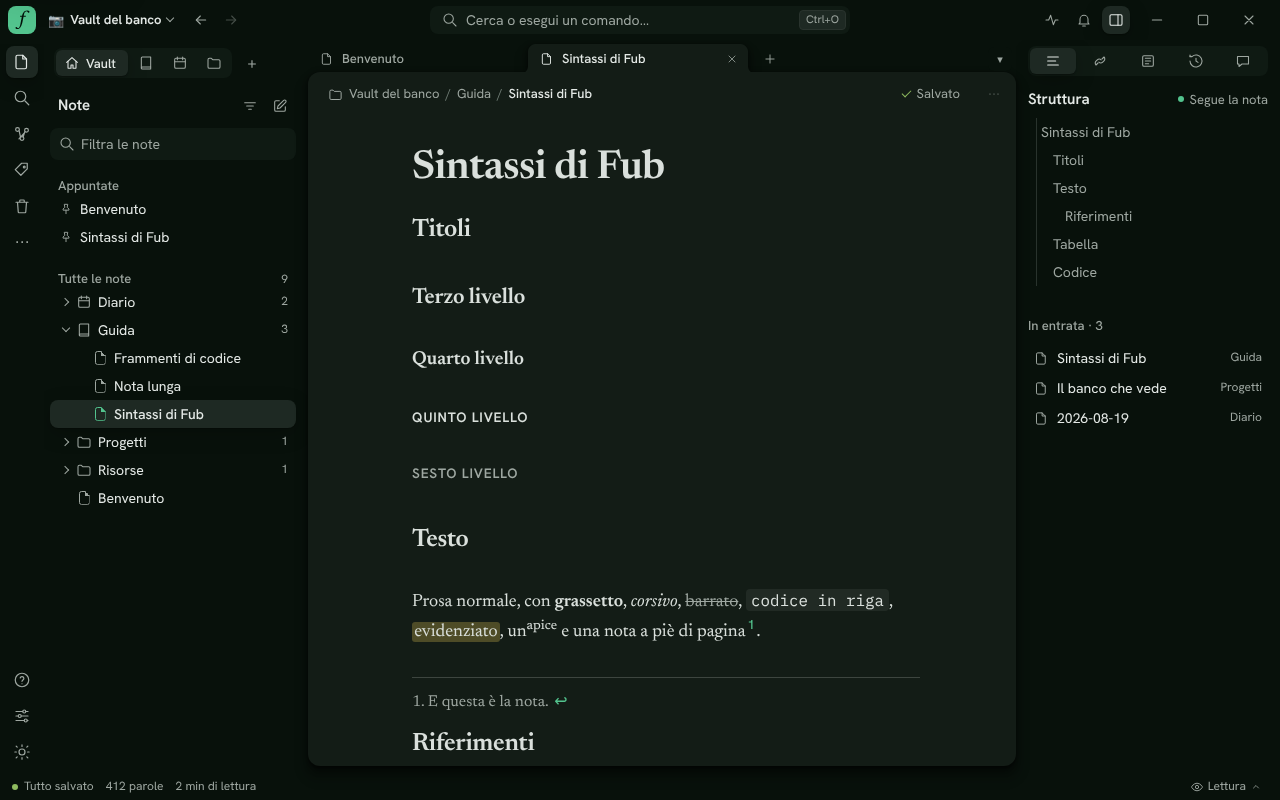 Vault del banco
Cerca o esegui un comando…
Ctrl+O
Vault
Note
Filtra le note
Appuntate
Benvenuto
Sintassi di Fub
Tutte le note 9
Diario 2
Guida 3
Frammenti di codice
Nota lunga
Sintassi di Fub
Progetti 1
Risorse 1
Benvenuto
Benvenuto
Sintassi di Fub
Vault del banco / Guida / Sintassi di Fub
Salvato
Sintassi di Fub
Titoli
Terzo livello
Quarto livello
QUINTO LIVELLO
SESTO LIVELLO
Testo
Prosa normale, con grassetto, corsivo, barrato, codice in riga,
evidenziato, unapice e una nota a piè di pagina1.
1. E questa è la nota. ↩
Riferimenti
Struttura
Segue la nota
Sintassi di Fub
Titoli
Testo
Riferimenti
Tabella
Codice
In entrata · 3
Sintassi di Fub Guida
Il banco che vede Progetti
2026-08-19 Diario
Tutto salvato 412 parole 2 min di lettura
Lettura